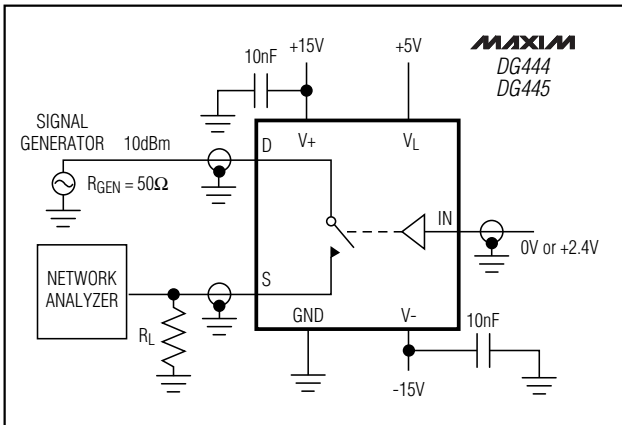 +15V
+5V
MAXIM
DG444
DG445
10nF
SIGNAL
GENERATOR
10dBm
D
V+
VL
RGEN = 50Ω
IN
0V or +2.4V
NETWORK
ANALYZER
S
RL
GND
V-
10nF
-15V